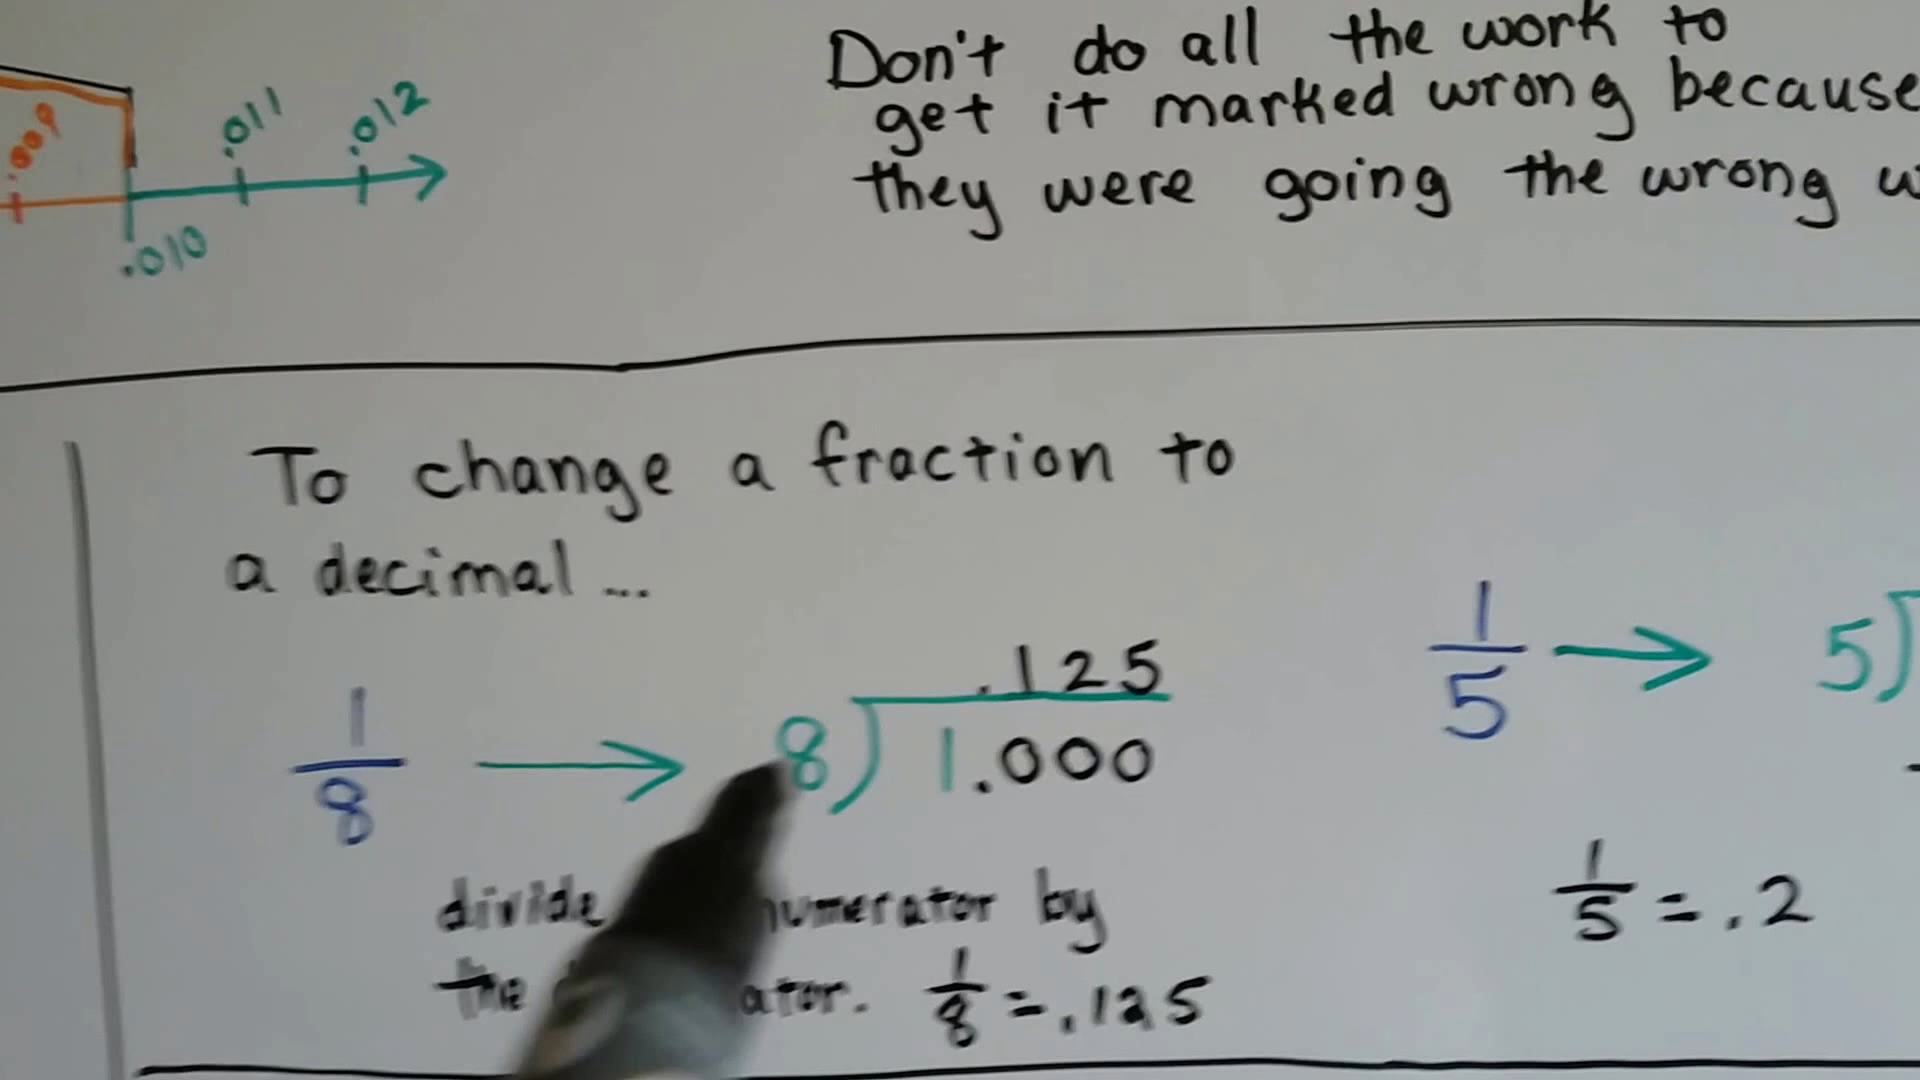 .009
.010
.011
.012
Don't do all the work to
get it marked wrong because
they were going the wrong
To change a fraction to
a decimal...
1/8 → 8)1.000
.125
divide numerator by
the
1/8 = .125
1/5 → 5)
1/5 = .2